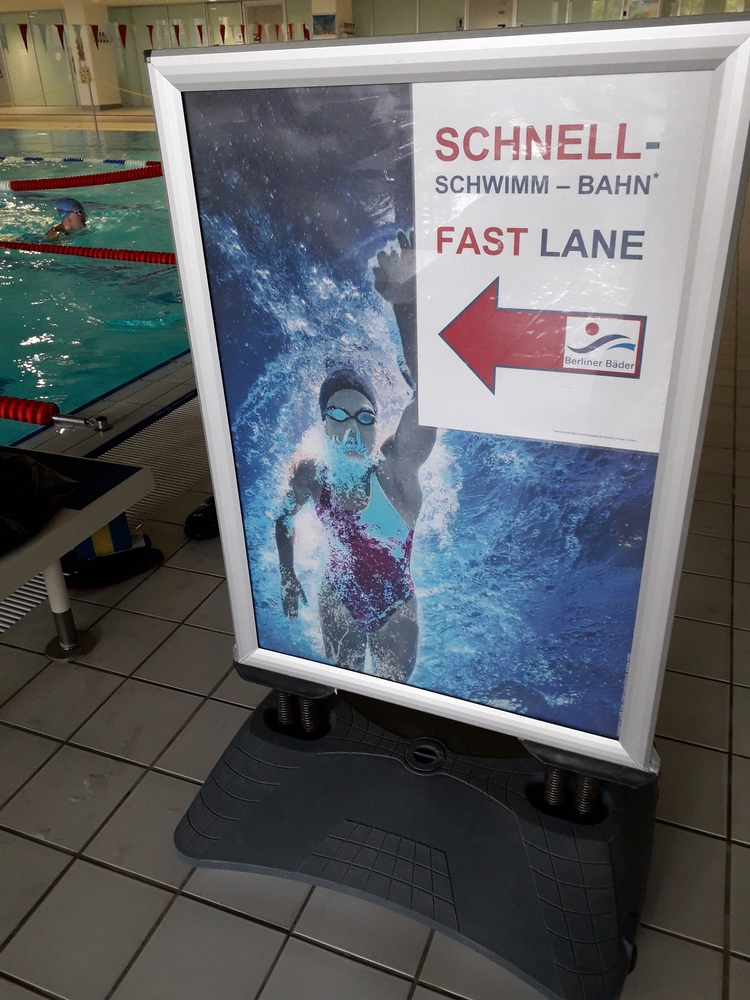 SCHNELL-
SCHWIMM – BAHN*
FAST LANE
Berliner Bäder